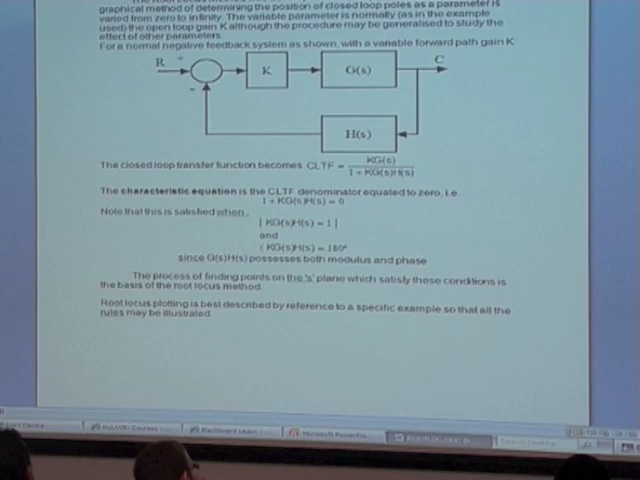 graphical method of determining the position of closed loop poles as a parameter is
varied from zero to infinity. The variable parameter is normally (as in the example
used) the open loop gain K although the procedure may be generalised to study the
effect of other parameters.
For a normal negative feedback system as shown, with a variable forward path gain K
R + K G(s) C
-
H(s)
The closed loop transfer function becomes. CLTF = KG(s)
1 + KG(s)H(s)
The characteristic equation is the CLTF denominator equated to zero, i.e.
1 + KG(s)H(s) = 0
Note that this is satisfied when..
| KG(s)H(s) = 1 |
and
( KG(s)H(s) = 180°
since G(s)H(s) possesses both modulus and phase
The process of finding points on the 's' plane which satisfy these conditions is
the basis of the root locus method.
Root locus plotting is best described by reference to a specific example so that all the
rules may be illustrated
Microsoft PowerPoi...